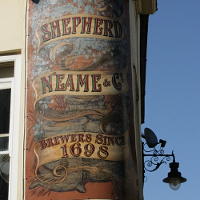 SHEPHERD
NEAME & Co
BREWERS SINCE
1698